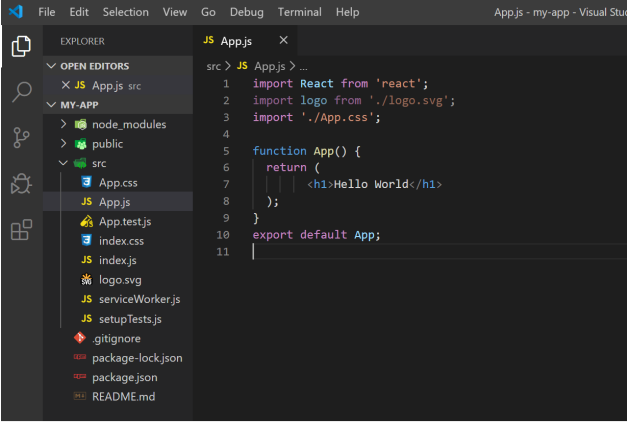 File Edit Selection View Go Debug Terminal Help App.js - my-app - Visual Stu
EXPLORER
OPEN EDITORS
JS App.js src
MY-APP
node_modules
public
src
App.css
JS App.js
App.test.js
index.css
JS index.js
logo.svg
JS serviceWorker.js
JS setupTests.js
.gitignore
package-lock.json
package.json
README.md
JS App.js
src > JS App.js > ...
1 import React from 'react';
2 import logo from './logo.svg';
3 import './App.css';
4
5 function App() {
6 return (
7 <h1>Hello World</h1>
8 );
9 }
10 export default App;
11